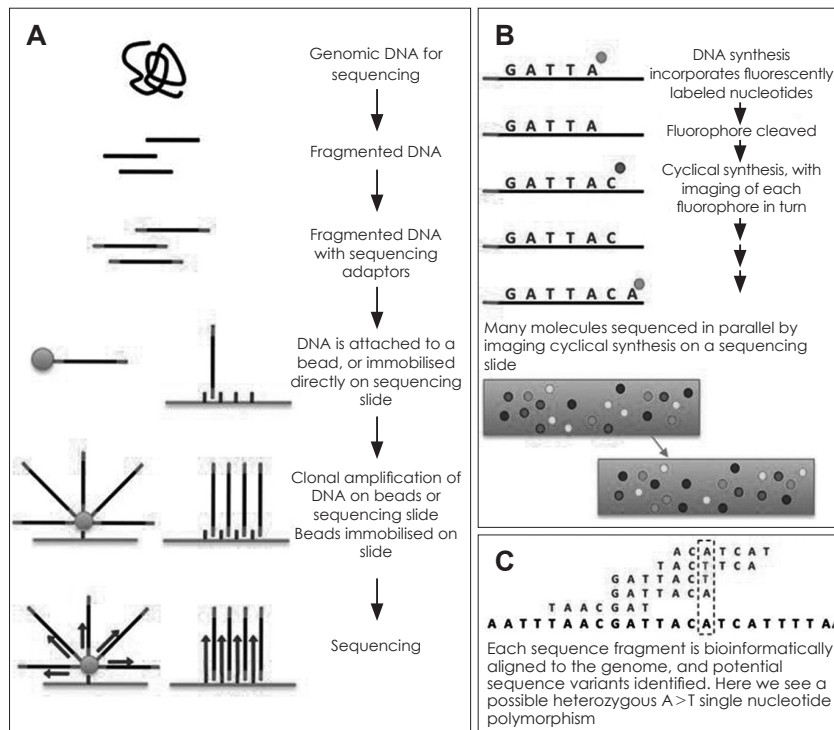 A
Genomic DNA for
sequencing
Fragmented DNA
Fragmented DNA
with sequencing
adaptors
DNA is attached to a
bead, or immobilised
directly on sequencing
slide
Clonal amplification of
DNA on beads or
sequencing slide
Beads immobilised on
slide
Sequencing
B
G A T T A
DNA synthesis
incorporates fluorescently
labeled nucleotides
G A T T A
Fluorophore cleaved
G A T T A C
Cyclical synthesis, with
imaging of each
fluorophore in turn
G A T T A C
G A T T A C A
Many molecules sequenced in parallel by
imaging cyclical synthesis on a sequencing
slide
C
A C A T C A T
T A C T T C A
G A T T A C T
G A T T A C A
T A A C G A T
A A T T T A A C G A T T A C A T C A T T T T A A
Each sequence fragment is bioinformatically
aligned to the genome, and potential
sequence variants identified. Here we see a
possible heterozygous A>T single nucleotide
polymorphism